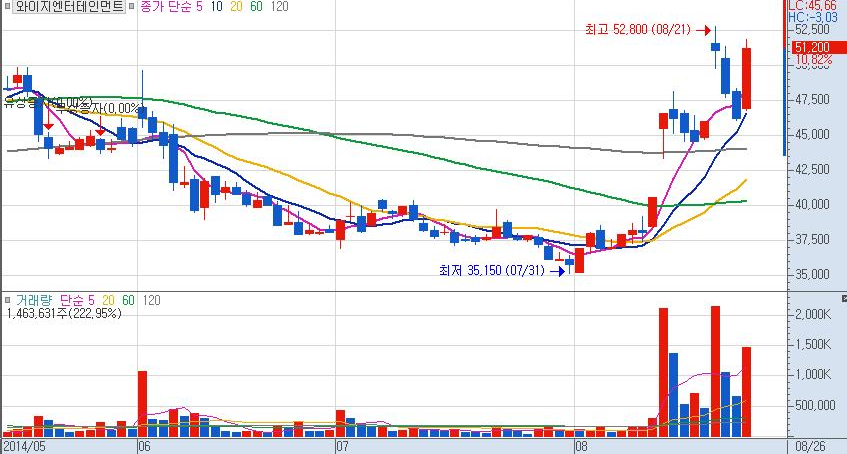 와이지엔터테인먼트 종가 단순 5 10 20 60 120
LC:45,66
HC:-3,03
최고 52,800 (08/21)
52,500
51,200
10,82%
50,000
47,500
45,000
42,500
40,000
37,500
35,000
최저 35,150 (07/31)
거래량 단순 5 20 60 120
1,463,631주(222,95%)
2,000K
1,500K
1,000K
500,000
2014/05 06 07 08 08/26